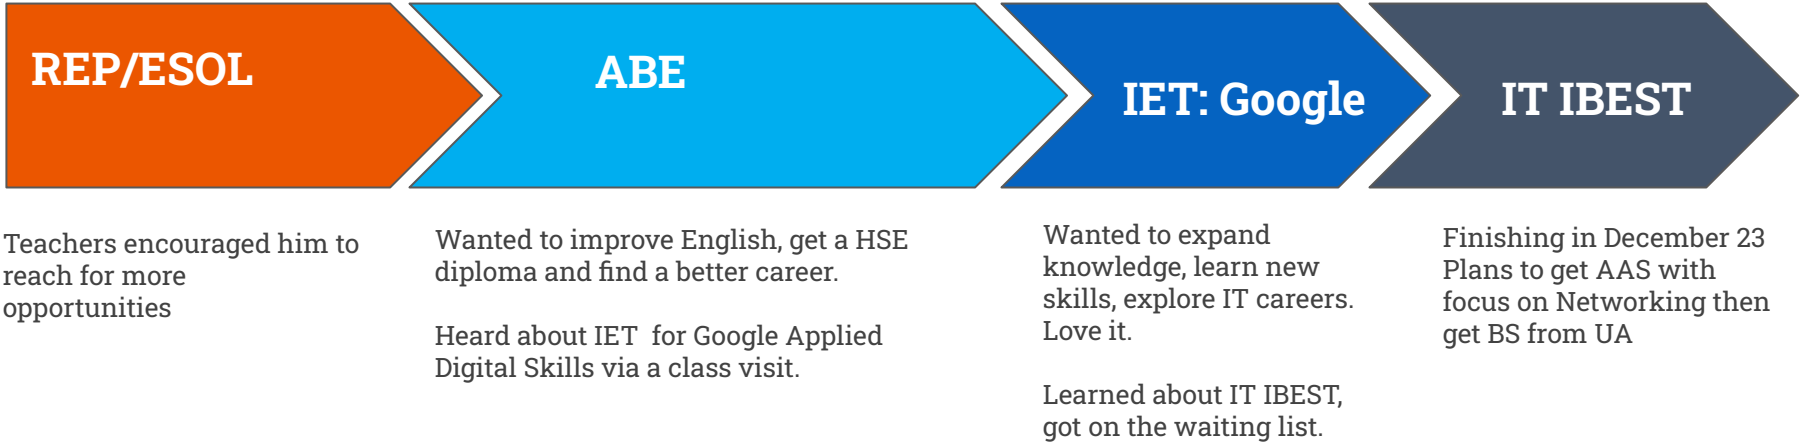 REP/ESOL
ABE
IET: Google
IT IBEST
Teachers encouraged him to
reach for more
opportunities
Wanted to improve English, get a HSE
diploma and find a better career.
Heard about IET  for Google Applied
Digital Skills via a class visit.
Wanted to expand
knowledge, learn new
skills, explore IT careers.
Love it.
Learned about IT IBEST,
got on the waiting list.
Finishing in December 23
Plans to get AAS with
focus on Networking then
get BS from UA